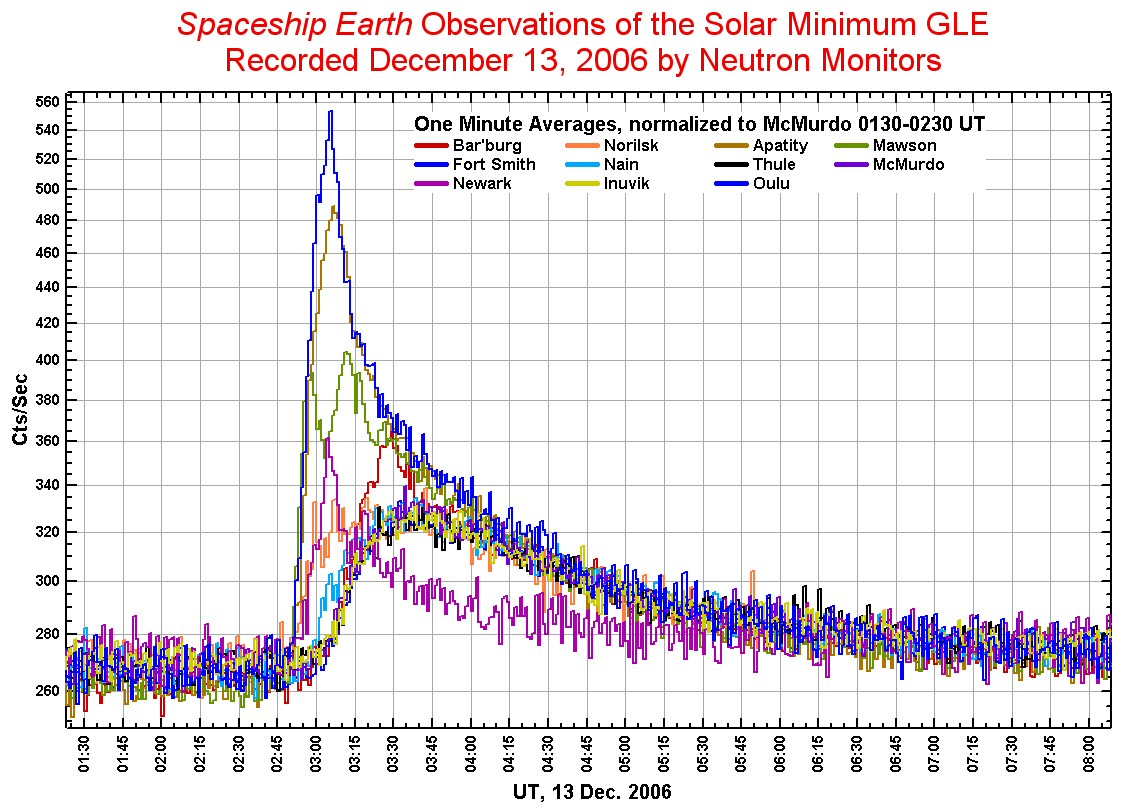 Spaceship Earth Observations of the Solar Minimum GLE
Recorded December 13, 2006 by Neutron Monitors
One Minute Averages, normalized to McMurdo 0130-0230 UT
Bar'burg Norilsk Apatity Mawson
Fort Smith Nain Thule McMurdo
Newark Inuvik Oulu
Cts/Sec
560
540
520
500
480
460
440
420
400
380
360
340
320
300
280
260
01:30 01:45 02:00 02:15 02:30 02:45 03:00 03:15 03:30 03:45 04:00 04:15 04:30 04:45 05:00 05:15 05:30 05:45 06:00 06:15 06:30 06:45 07:00 07:15 07:30 07:45 08:00
UT, 13 Dec. 2006